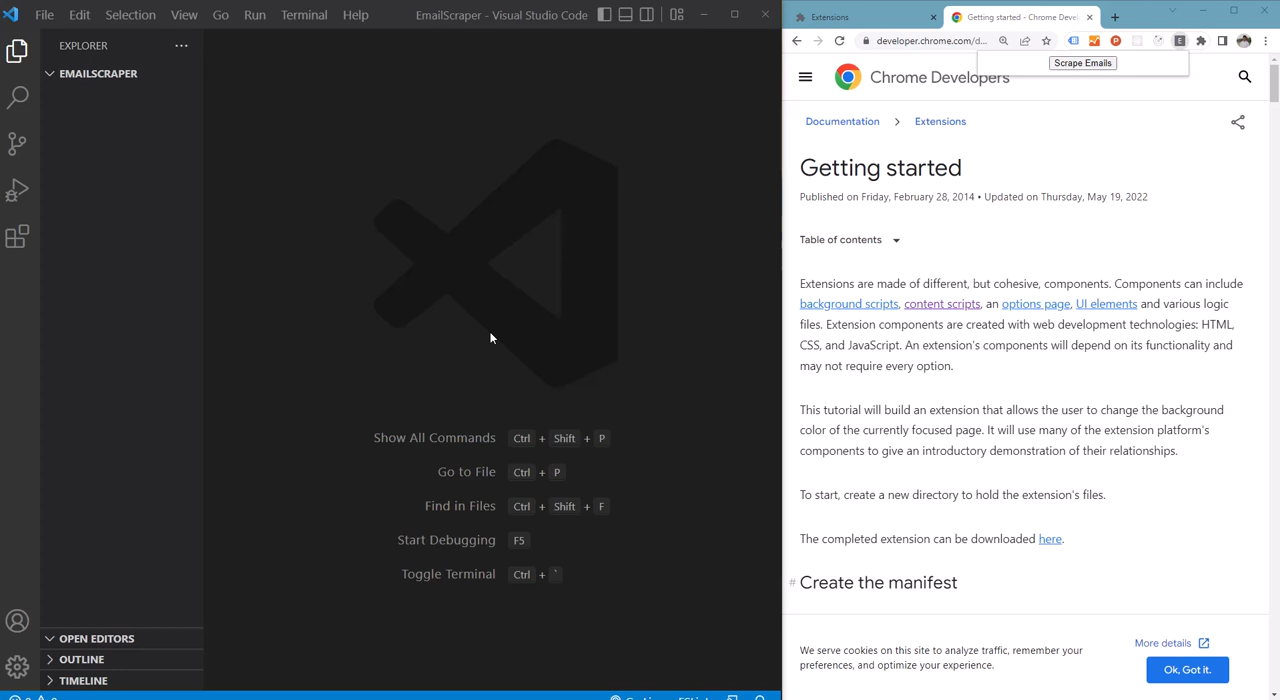 File Edit Selection View Go Run Terminal Help EmailScraper - Visual Studio Code
EXPLORER
EMAILSCRAPER
Show All Commands Ctrl + Shift + P
Go to File Ctrl + P
Find in Files Ctrl + Shift + F
Start Debugging F5
Toggle Terminal Ctrl + `
OPEN EDITORS
OUTLINE
TIMELINE
Extensions
Getting started - Chrome Devel
developer.chrome.com/d...
Scrape Emails
Chrome Developers
Documentation > Extensions
Getting started
Published on Friday, February 28, 2014 • Updated on Thursday, May 19, 2022
Table of contents
Extensions are made of different, but cohesive, components. Components can include
background scripts, content scripts, an options page, UI elements and various logic
files. Extension components are created with web development technologies: HTML,
CSS, and JavaScript. An extension's components will depend on its functionality and
may not require every option.
This tutorial will build an extension that allows the user to change the background
color of the currently focused page. It will use many of the extension platform's
components to give an introductory demonstration of their relationships.
To start, create a new directory to hold the extension's files.
The completed extension can be downloaded here.
# Create the manifest
We serve cookies on this site to analyze traffic, remember your
preferences, and optimize your experience.
More details
Ok, Got it.